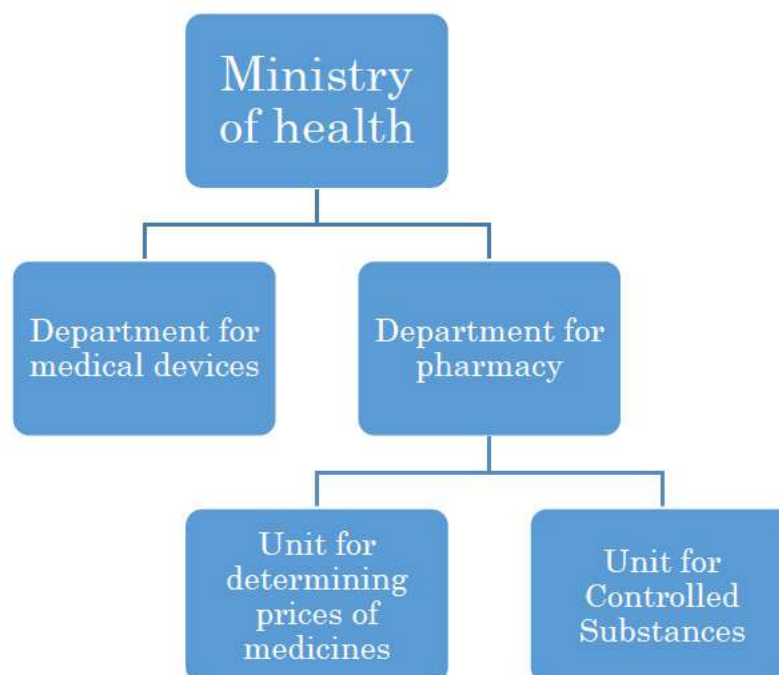 Ministry
of health
Department for
medical devices
Department for
pharmacy
Unit for
determining
prices of
medicines
Unit for
Controlled
Substances